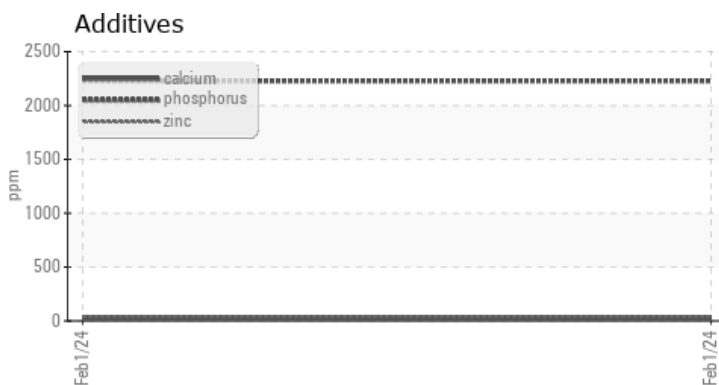 Additives
2500
2000
1500
1000
500
0
ppm
calcium
phosphorus
zinc
Feb1/24
Feb1/24